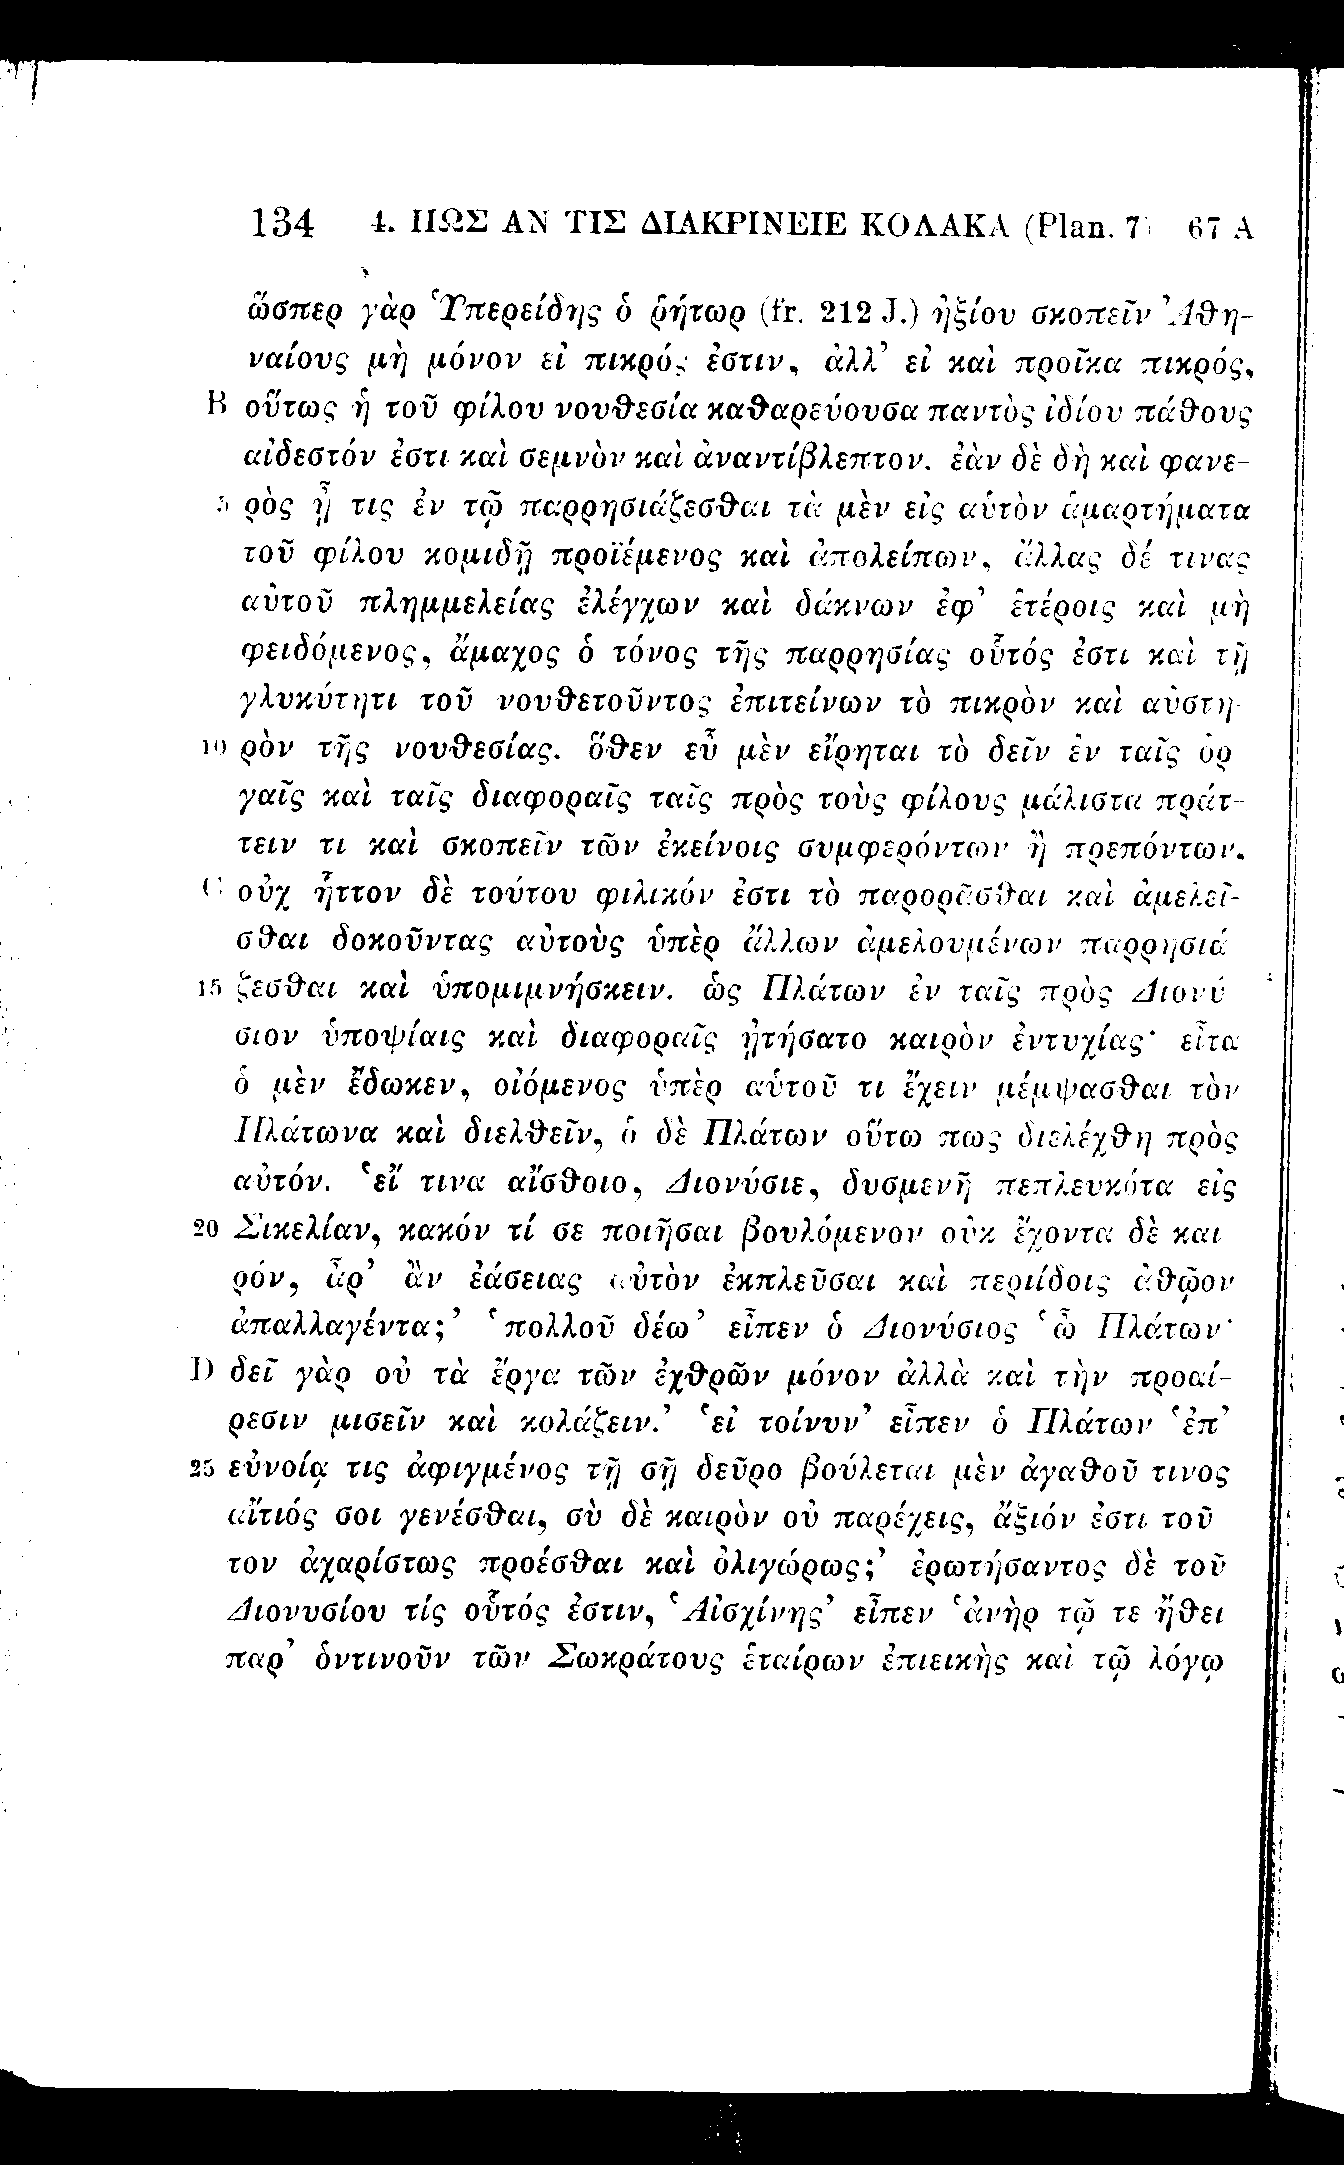 134 4. ΠΩΣ ΑΝ ΤΙΣ ΔΙΑΚΡΙΝΕΙΕ ΚΟΛΑΚΑ (Plan. 7) 67 A
ὥσπερ γὰρ Ὑπερείδης ὁ ῥήτωρ (fr. 212 J.) ἠξίου σκοπεῖν Ἀθη-
ναίους μὴ μόνον εἰ πικρός ἐστιν, ἀλλ’ εἰ καὶ προῖκα πικρός,
B οὕτως ἡ τοῦ φίλου νουθεσία καθαρεύουσα παντὸς ἰδίου πάθους
αἰδεστόν ἐστι καὶ σεμνὸν καὶ ἀναντίβλεπτον. ἐὰν δὲ δὴ καὶ φανε-
5 ρὸς ᾖ τις ἐν τῷ παρρησιάζεσθαι τὰ μὲν εἰς αὑτὸν ἁμαρτήματα
τοῦ φίλου κομιδῇ προϊέμενος καὶ ἀπολείπων, ἄλλας δέ τινας
αὐτοῦ πλημμελείας ἐλέγχων καὶ δάκνων ἐφ’ ἑτέροις καὶ μὴ
φειδόμενος, ἄμαχος ὁ τόνος τῆς παρρησίας οὗτός ἐστι καὶ τῇ
γλυκύτητι τοῦ νουθετοῦντος ἐπιτείνων τὸ πικρὸν καὶ αὐστη-
10 ρὸν τῆς νουθεσίας. ὅθεν εὖ μὲν εἴρηται τὸ δεῖν ἐν ταῖς ὀρ
γαῖς καὶ ταῖς διαφοραῖς ταῖς πρὸς τοὺς φίλους μάλιστα πράτ-
τειν τι καὶ σκοπεῖν τῶν ἐκείνοις συμφερόντων ἢ πρεπόντων.
C οὐχ ἧττον δὲ τούτου φιλικόν ἐστι τὸ παρορᾶσθαι καὶ ἀμελεῖ-
σθαι δοκοῦντας αὐτοὺς ὑπὲρ ἄλλων ἀμελουμένων παρρησιά
15 ζεσθαι καὶ ὑπομιμνήσκειν. ὡς Πλάτων ἐν ταῖς πρὸς Διονύ
σιον ὑποψίαις καὶ διαφοραῖς ᾐτήσατο καιρὸν ἐντυχίας· εἶτα
ὁ μὲν ἔδωκεν, οἰόμενος ὑπὲρ αὑτοῦ τι ἔχειν μέμψασθαι τὸν
Πλάτωνα καὶ διελθεῖν, ὁ δὲ Πλάτων οὕτω πως διελέχθη πρὸς
αὐτόν. ‘εἴ τινα αἴσθοιο, Διονύσιε, δυσμενῆ πεπλευκότα εἰς
20 Σικελίαν, κακόν τί σε ποιῆσαι βουλόμενον οὐκ ἔχοντα δὲ και
ρόν, ἆρ’ ἂν ἐάσειας αὐτὸν ἐκπλεῦσαι καὶ περιίδοις ἀθῷον
ἀπαλλαγέντα;’ ‘πολλοῦ δέω’ εἶπεν ὁ Διονύσιος ‘ὦ Πλάτων·
D δεῖ γὰρ οὐ τὰ ἔργα τῶν ἐχθρῶν μόνον ἀλλὰ καὶ τὴν προαί-
ρεσιν μισεῖν καὶ κολάζειν.’ ‘εἰ τοίνυν’ εἶπεν ὁ Πλάτων ‘ἐπ’
25 εὐνοίᾳ τις ἀφιγμένος τῇ σῇ δεῦρο βούλεται μὲν ἀγαθοῦ τινος
αἴτιός σοι γενέσθαι, σὺ δὲ καιρὸν οὐ παρέχεις, ἄξιόν ἐστι τοῦ
τον ἀχαρίστως προέσθαι καὶ ὀλιγώρως;’ ἐρωτήσαντος δὲ τοῦ
Διονυσίου τίς οὗτός ἐστιν, ‘Αἰσχίνης’ εἶπεν ‘ἀνὴρ τῷ τε ἤθει
παρ’ ὁντινοῦν τῶν Σωκράτους ἑταίρων ἐπιεικὴς καὶ τῷ λόγῳ